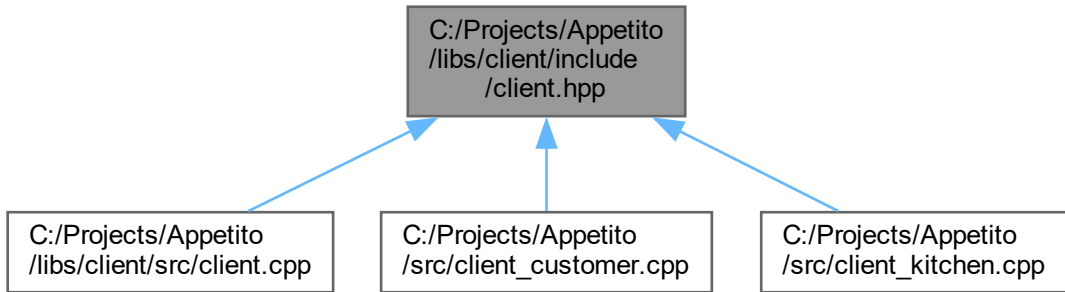 C:/Projects/Appetito
/libs/client/include
/client.hpp
C:/Projects/Appetito
/libs/client/src/client.cpp
C:/Projects/Appetito
/src/client_customer.cpp
C:/Projects/Appetito
/src/client_kitchen.cpp